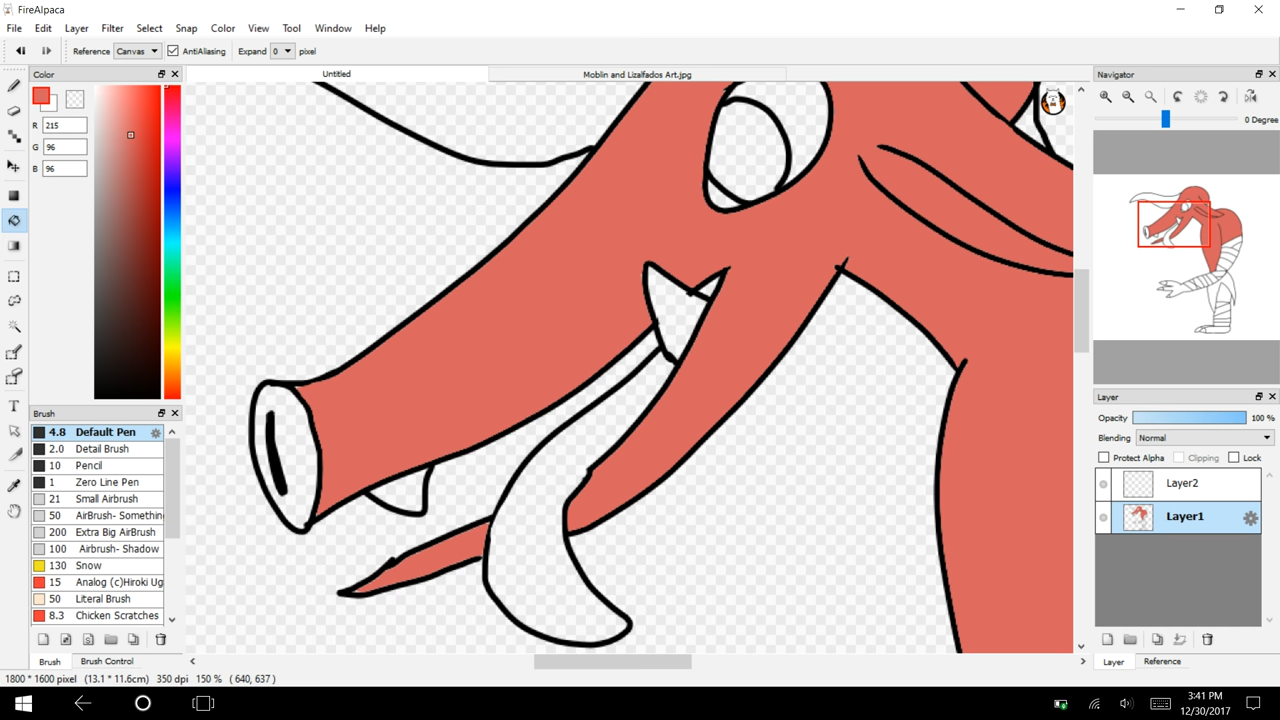 FireAlpaca
File Edit Layer Filter Select Snap Color View Tool Window Help
Reference Canvas AntiAliasing Expand 0 pixel
Color
Untitled
Moblin and Lizalfados Art.jpg
Navigator
R 215
G 96
B 96
0 Degree
Brush
4.8 Default Pen
2.0 Detail Brush
10 Pencil
1 Zero Line Pen
21 Small Airbrush
50 AirBrush- Somethin
200 Extra Big AirBrush
100 Airbrush- Shadow
130 Snow
15 Analog (c)Hiroki Ug
50 Literal Brush
8.3 Chicken Scratches
Brush Brush Control
Layer
Opacity 100 %
Blending Normal
Protect Alpha Clipping Lock
Layer2
Layer1
Layer Reference
1800 * 1600 pixel (13.1 * 11.6cm) 350 dpi 150 % ( 640, 637 )
3:41 PM
12/30/2017